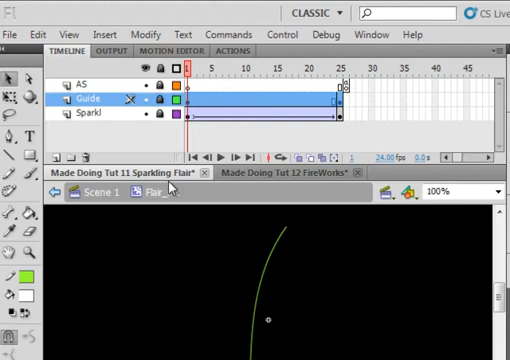 Fl CLASSIC CS Live
File Edit View Insert Modify Text Commands Control Debug Window Help
TIMELINE OUTPUT MOTION EDITOR ACTIONS
1 5 10 15 20 25 30 35 40 45
AS
Guide
Sparkl
1 24.00 fps 0.0s
Made Doing Tut 11 Sparkling Flair* Made Doing Tut 12 FireWorks*
Scene 1 Flair_
100%